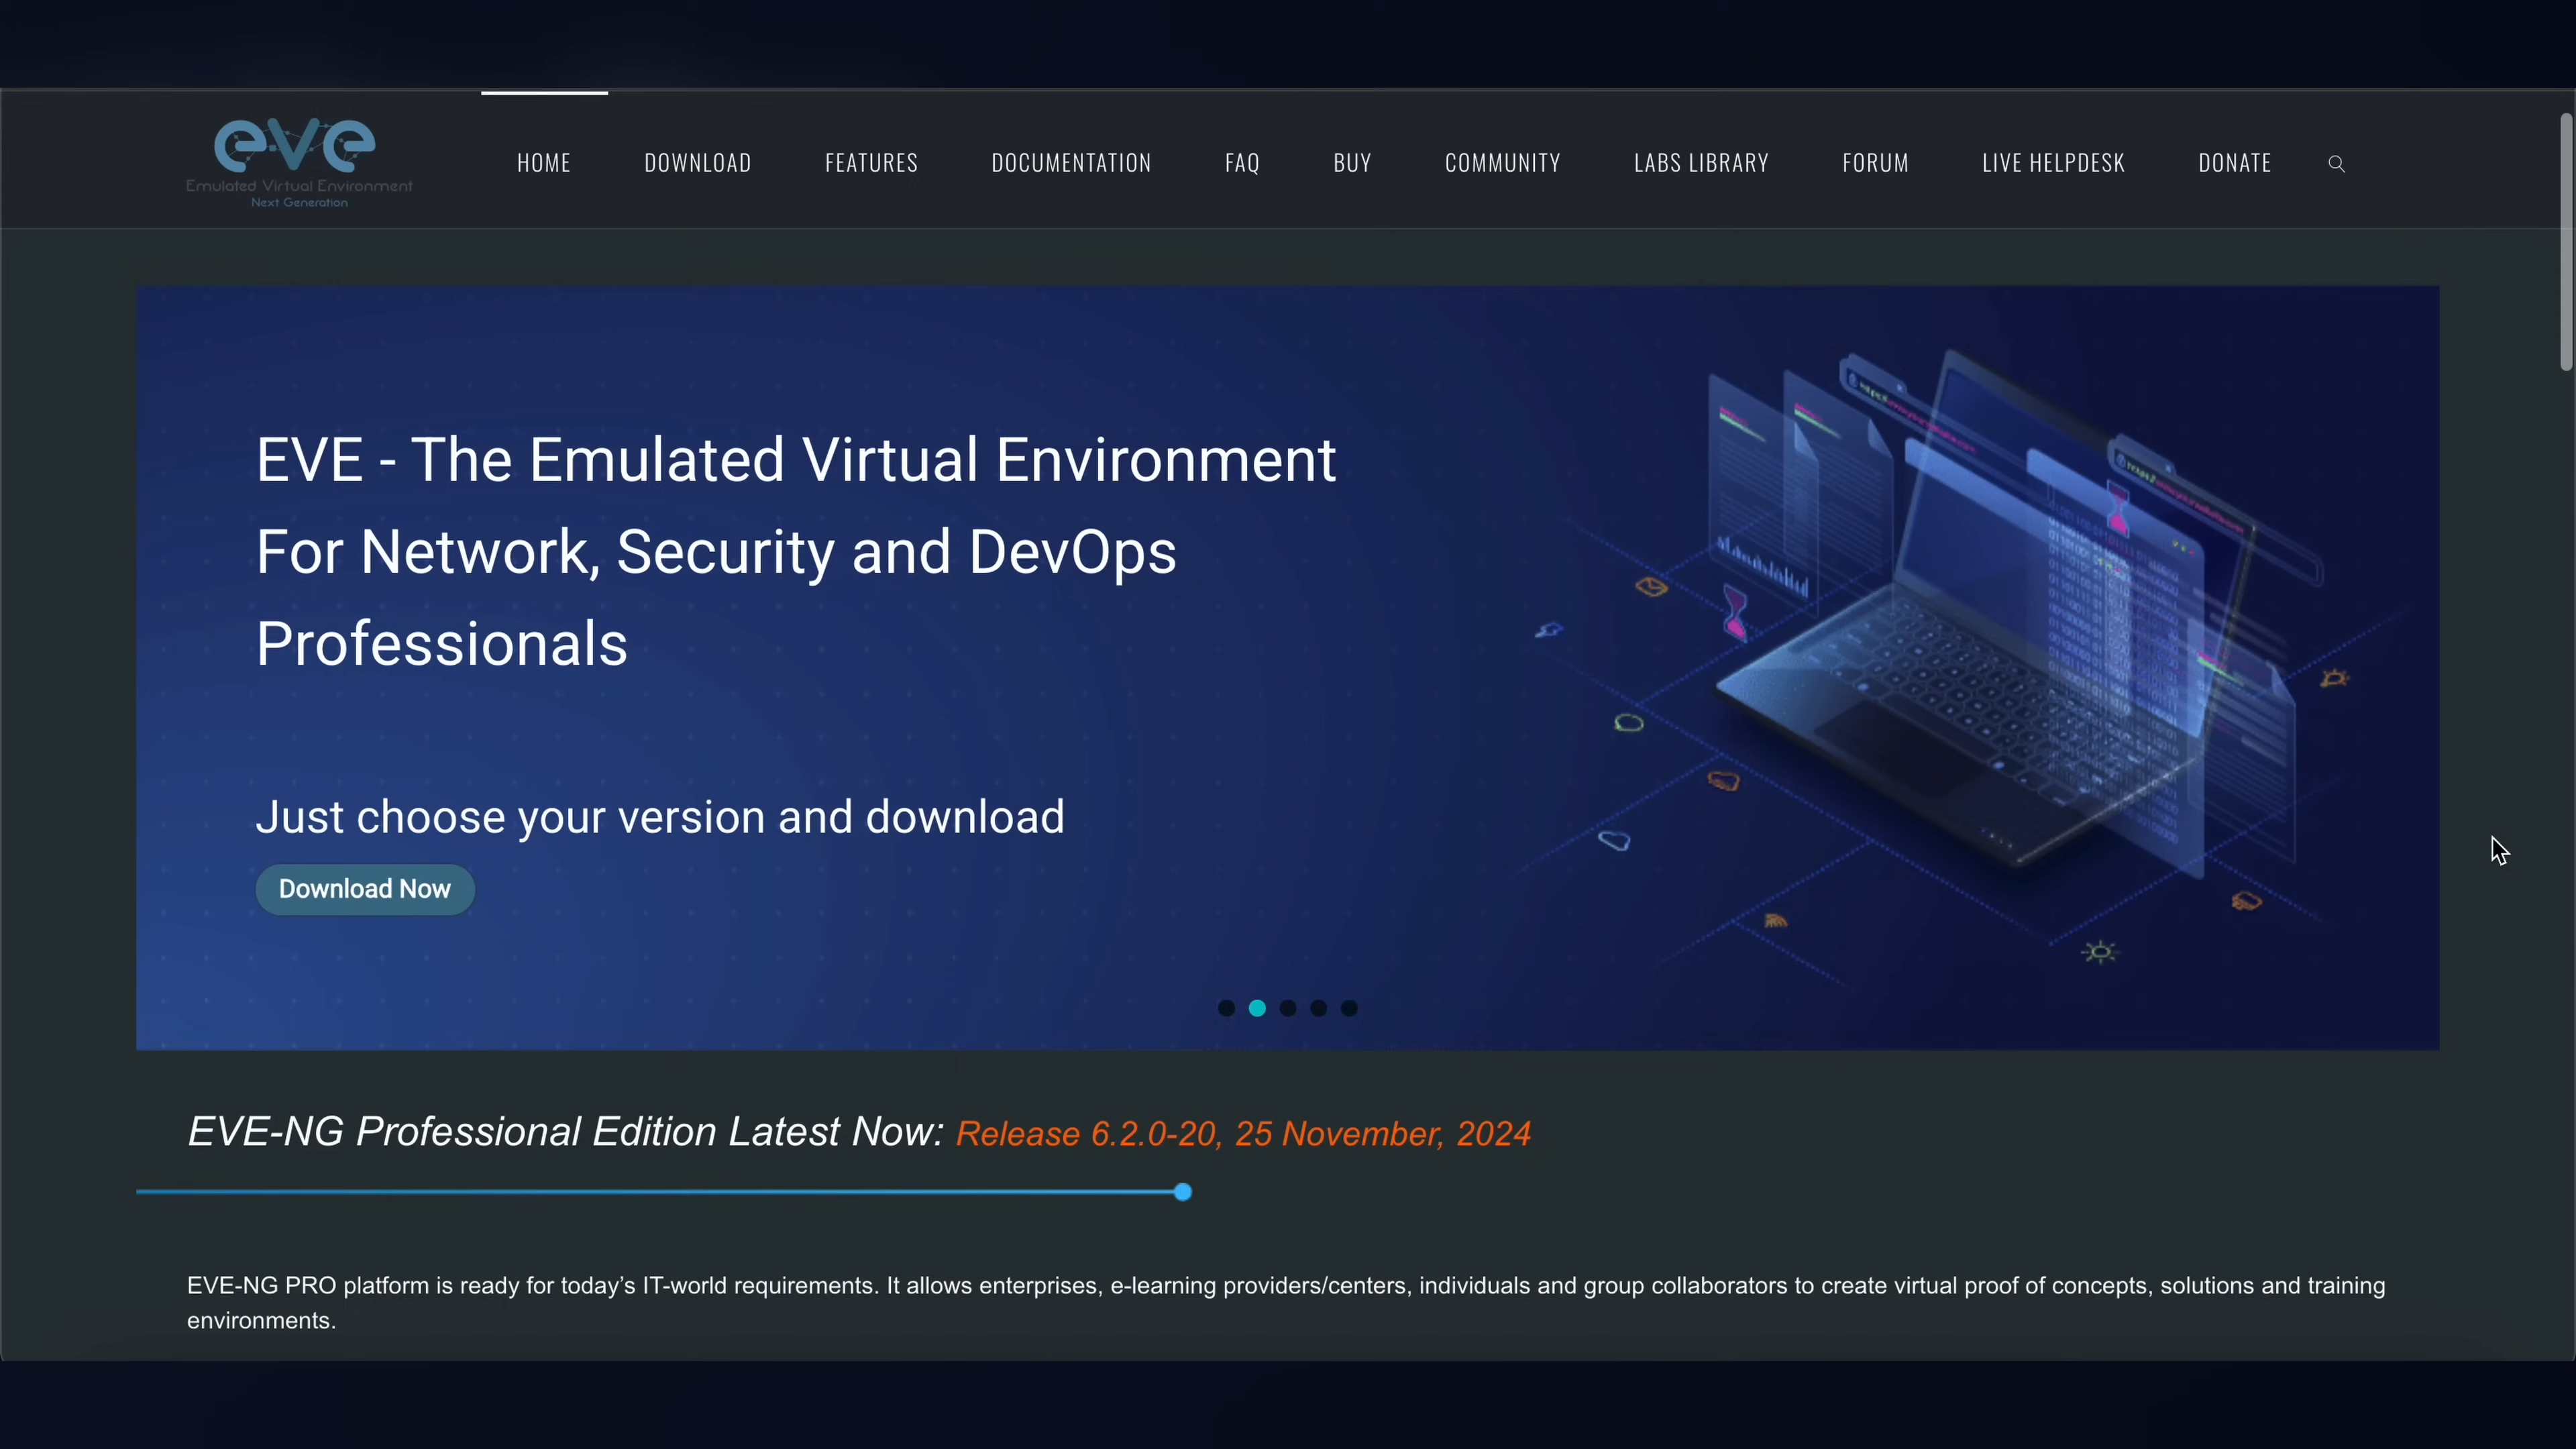 eve
Emulated Virtual Environment
Next Generation
HOME
DOWNLOAD
FEATURES
DOCUMENTATION
FAQ
BUY
COMMUNITY
LABS LIBRARY
FORUM
LIVE HELPDESK
DONATE
EVE - The Emulated Virtual Environment
For Network, Security and DevOps
Professionals
Just choose your version and download
Download Now
EVE-NG Professional Edition Latest Now: Release 6.2.0-20, 25 November, 2024
EVE-NG PRO platform is ready for today’s IT-world requirements. It allows enterprises, e-learning providers/centers, individuals and group collaborators to create virtual proof of concepts, solutions and training
environments.